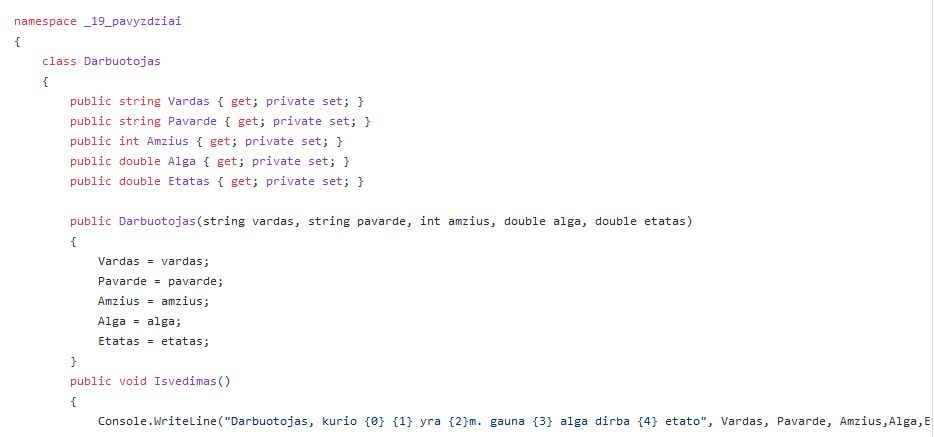 namespace _19_pavyzdziai
{
    class Darbuotojas
    {
        public string Vardas { get; private set; }
        public string Pavarde { get; private set; }
        public int Amzius { get; private set; }
        public double Alga { get; private set; }
        public double Etatas { get; private set; }

        public Darbuotojas(string vardas, string pavarde, int amzius, double alga, double etatas)
        {
            Vardas = vardas;
            Pavarde = pavarde;
            Amzius = amzius;
            Alga = alga;
            Etatas = etatas;
        }
        public void Isvedimas()
        {
            Console.WriteLine("Darbuotojas, kurio {0} {1} yra {2}m. gauna {3} alga dirba {4} etato", Vardas, Pavarde, Amzius,Alga,